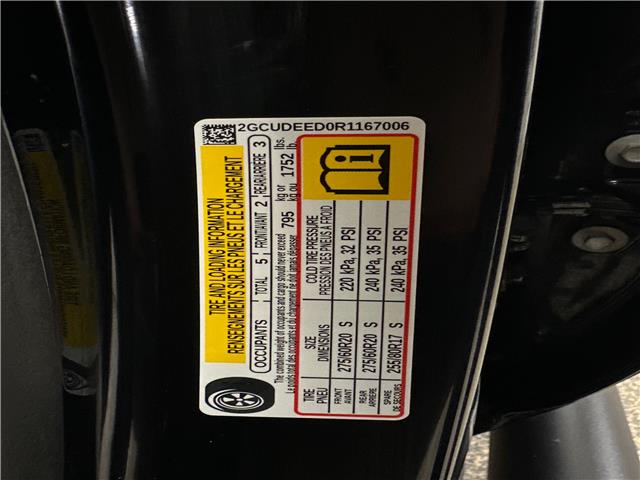 2GCUDEED0R1167006
TIRE AND LOADING INFORMATION
RENSEIGNEMENTS SUR LES PNEUS ET LE CHARGEMENT
OCCUPANTS TOTAL 5 FRONT/AVANT 2 REAR/ARRIÈRE 3
The combined weight of occupants and cargo should never exceed 795 kg or 1752 lbs.
Le poids total des occupants et du chargement ne doit jamais dépasser kg ou lb.
TIRE SIZE COLD TIRE PRESSURE
PNEU DIMENSIONS PRESSION DES PNEUS À FROID
FRONT
AVANT 275/60R20 S 220 kPa, 32 PSI
REAR
ARRIERE 275/60R20 S 240 kPa, 35 PSI
SPARE
DE SECOURS 255/80R17 S 240 kPa, 35 PSI